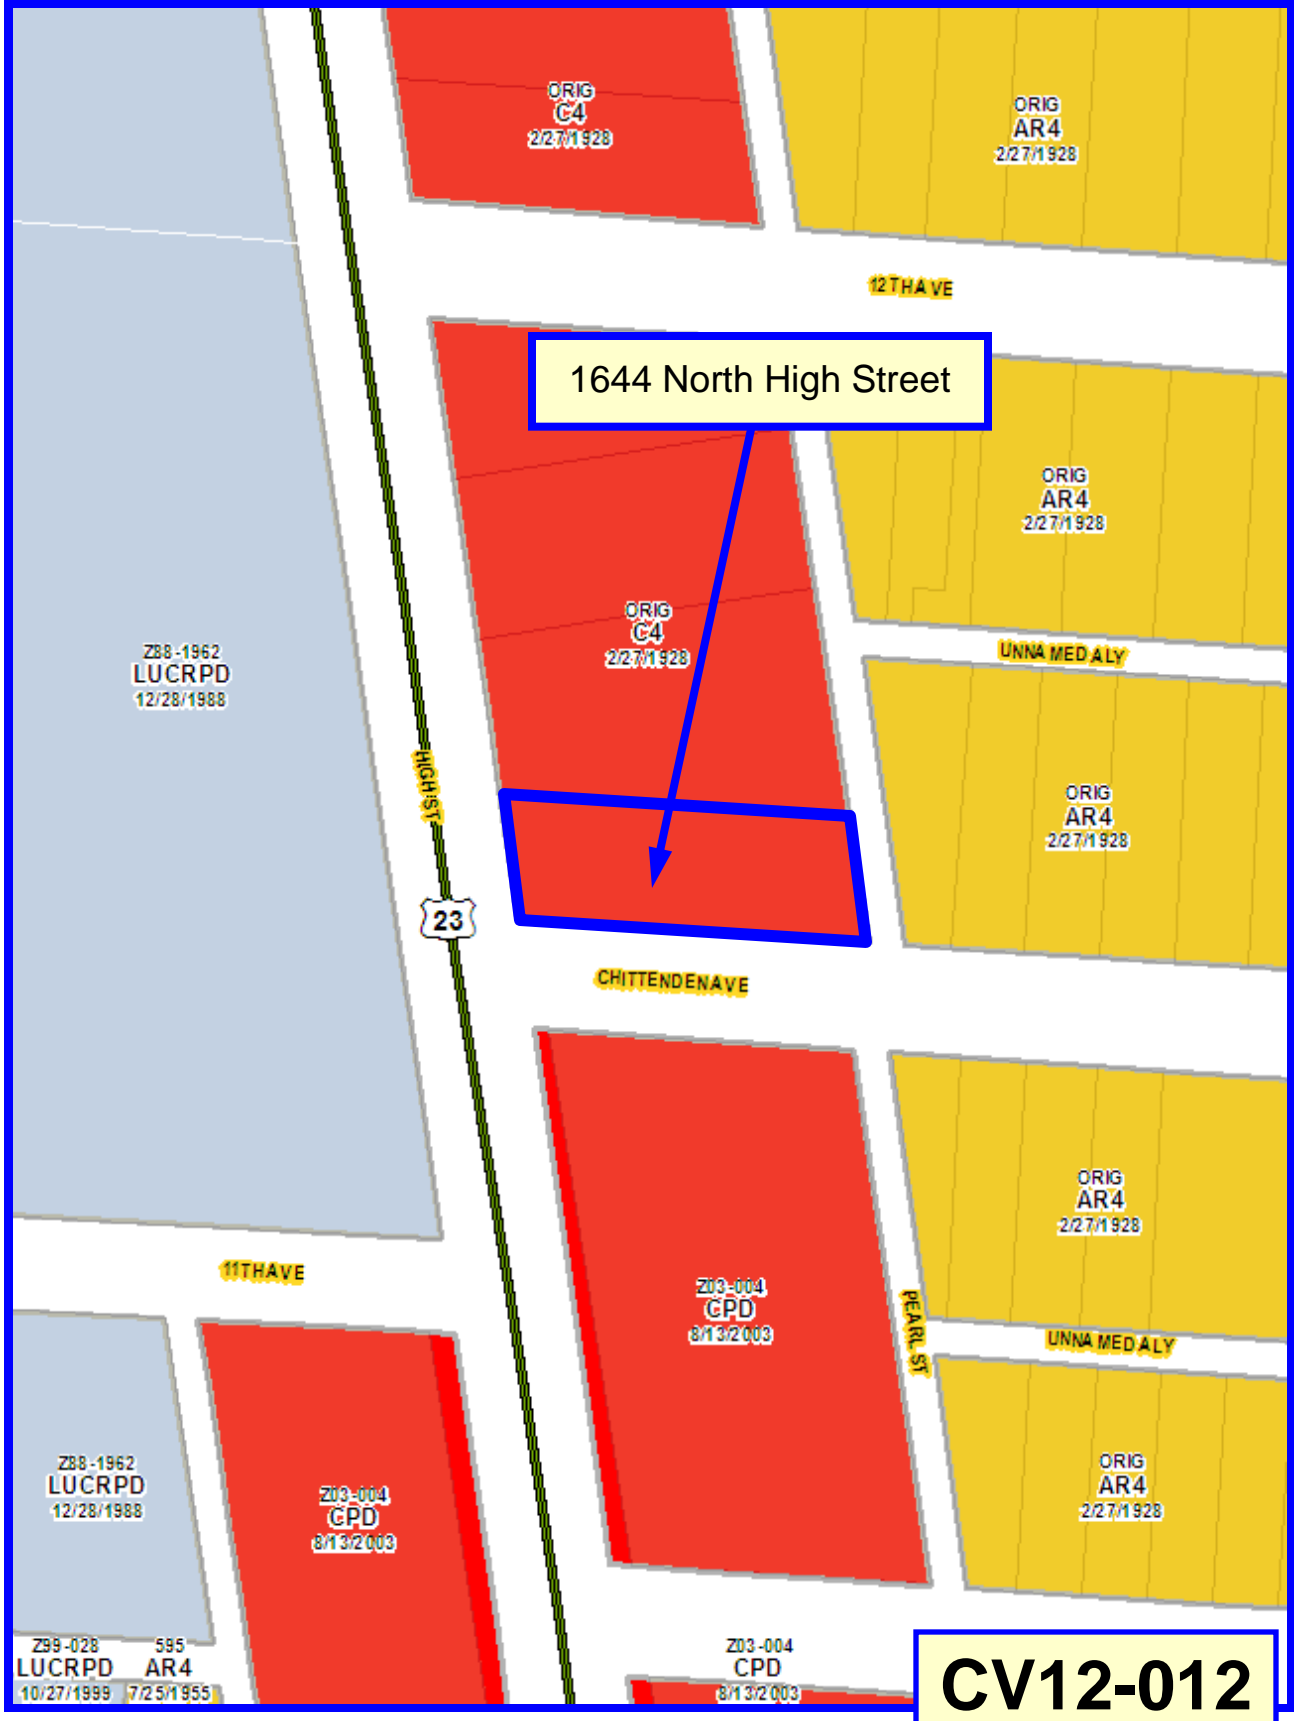 ORIG
C4
2/27/1928
ORIG
AR4
2/27/1928
12TH AVE
1644 North High Street
ORIG
AR4
2/27/1928
ORIG
C4
2/27/1928
UNNAMED ALY
Z88-1962
LUCRPD
12/28/1988
HIGH ST
ORIG
AR4
2/27/1928
23
CHITTENDEN AVE
ORIG
AR4
2/27/1928
11TH AVE
Z03-004
CPD
8/13/2003
PEARL ST
UNNAMED ALY
Z88-1962
LUCRPD
12/28/1988
Z03-004
CPD
8/13/2003
ORIG
AR4
2/27/1928
Z99-028
LUCRPD
10/27/1999
595
AR4
7/25/1955
Z03-004
CPD
8/13/2003
CV12-012